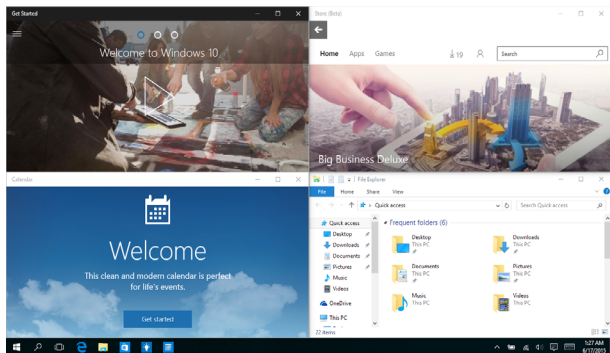 Get Started
Welcome to Windows 10
Store (Beta)
19
Home Apps Games
Search
Big Business Deluxe
Calendar
Welcome
This clean and modern calendar is perfect
for life's events.
Get started
File Explorer
File Home Share View
Quick access
Search Quick access
Quick access
Desktop
Downloads
Documents
Pictures
Music
Videos
OneDrive
This PC
Frequent folders (6)
Desktop
This PC
Downloads
This PC
Documents
This PC
Pictures
This PC
Music
This PC
Videos
This PC
22 items
1:27 AM
6/17/2015